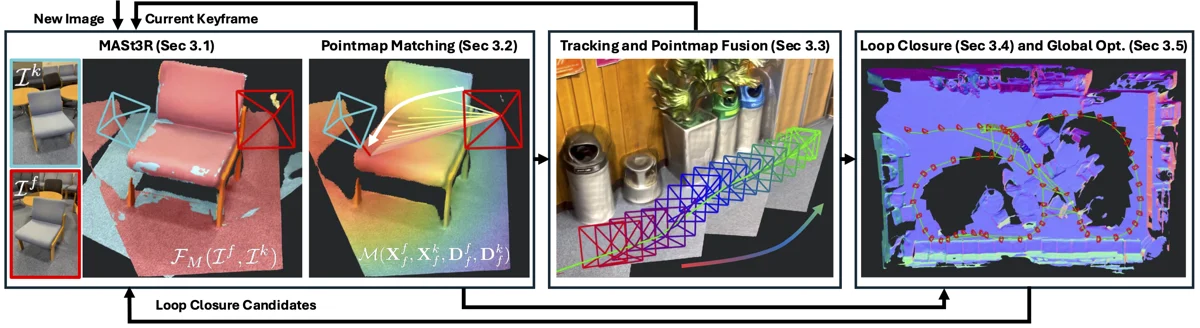 New Image
Current Keyframe
MASt3R (Sec 3.1)
Pointmap Matching (Sec 3.2)
Tracking and Pointmap Fusion (Sec 3.3)
Loop Closure (Sec 3.4) and Global Opt. (Sec 3.5)
𝓘ᵏ
𝓘ᶠ
𝓕_M(𝓘ᶠ, 𝓘ᵏ)
𝓜(𝐗ᶠ_f, 𝐗ᵏ_f, 𝐃ᶠ_f, 𝐃ᵏ_f)
Loop Closure Candidates